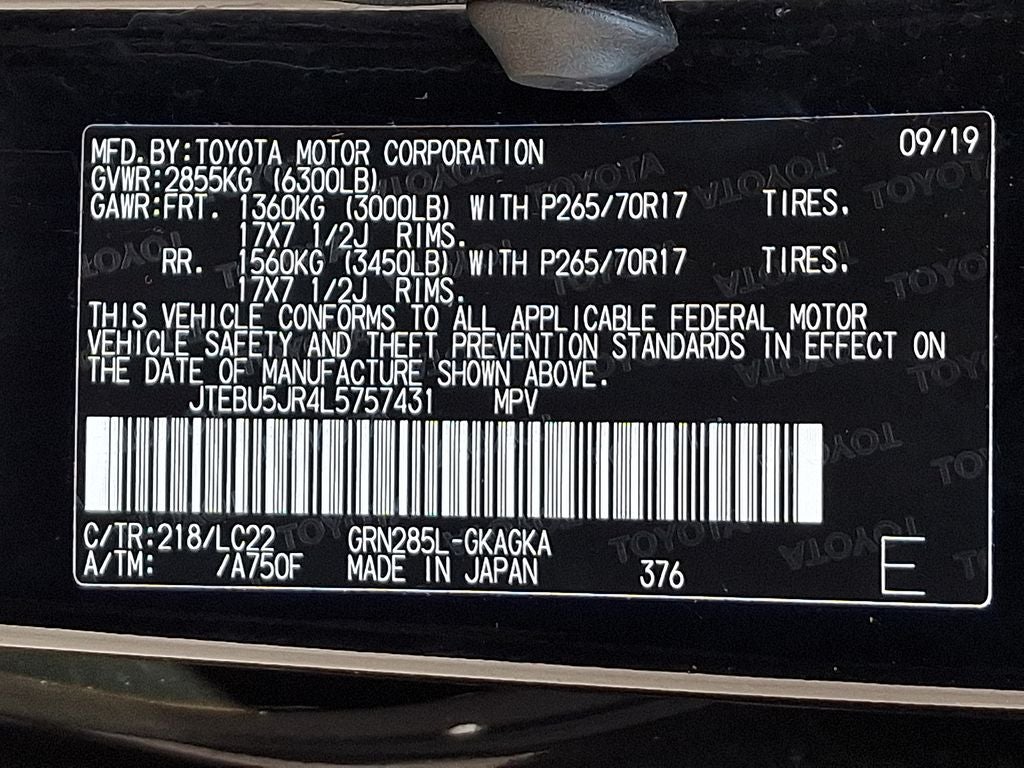 MFD.BY:TOYOTA MOTOR CORPORATION 09/19
GVWR:2855KG (6300LB)
GAWR:FRT. 1360KG (3000LB) WITH P265/70R17 TIRES.
17X7 1/2J RIMS.
RR. 1560KG (3450LB) WITH P265/70R17 TIRES.
17X7 1/2J RIMS.
THIS VEHICLE CONFORMS TO ALL APPLICABLE FEDERAL MOTOR
VEHICLE SAFETY AND THEFT PREVENTION STANDARDS IN EFFECT ON
THE DATE OF MANUFACTURE SHOWN ABOVE.
JTEBU5JR4L5757431 MPV
C/TR:218/LC22 GRN285L-GKAGKA
A/TM: /A750F MADE IN JAPAN 376 E